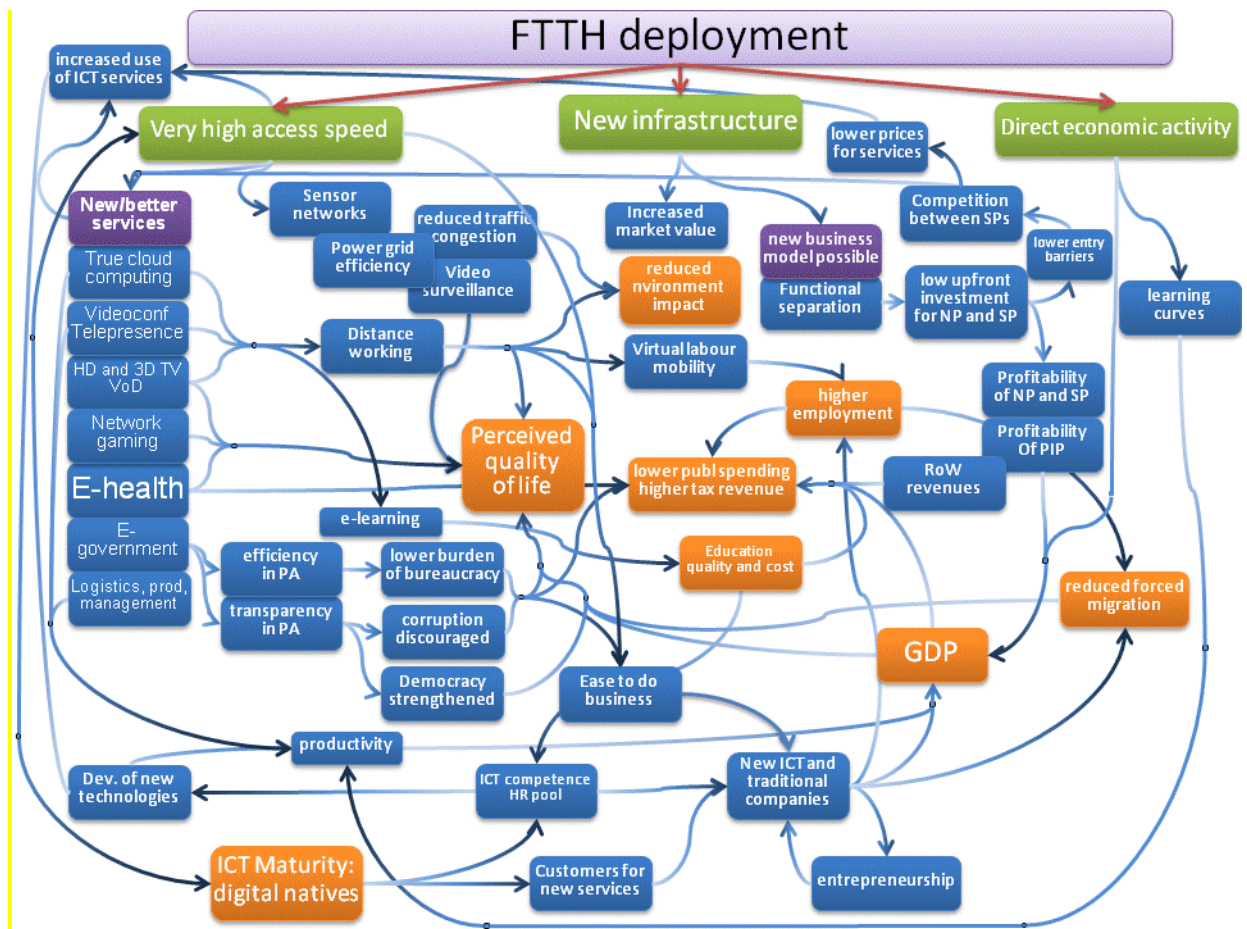 FTTH deployment
increased use
of ICT services
Very high access speed
New infrastructure
lower prices
for services
Direct economic activity
New/better
services
Sensor
networks
reduced traffic
congestion
Power grid
efficiency
Video
surveillance
Increased
market value
new business
model possible
Competition
between SPs
lower entry
barriers
True cloud
computing
reduced
nvironment
impact
Functional
separation
low upfront
investment
for NP and SP
learning
curves
Videoconf
Telepresence
Distance
working
Virtual labour
mobility
HD and 3D TV
VoD
higher
employment
Profitability
of NP and SP
Network
gaming
Perceived
quality
of life
lower publ spending
higher tax revenue
Profitability
Of PIP
RoW
revenues
E-health
e-learning
E-
government
efficiency
in PA
lower burden
of bureaucracy
Education
quality and cost
Logistics, prod,
management
transparency
in PA
corruption
discouraged
reduced forced
migration
GDP
Democracy
strengthened
Ease to do
business
productivity
Dev. of new
technologies
ICT competence
HR pool
New ICT and
traditional
companies
ICT Maturity:
digital natives
Customers for
new services
entrepreneurship